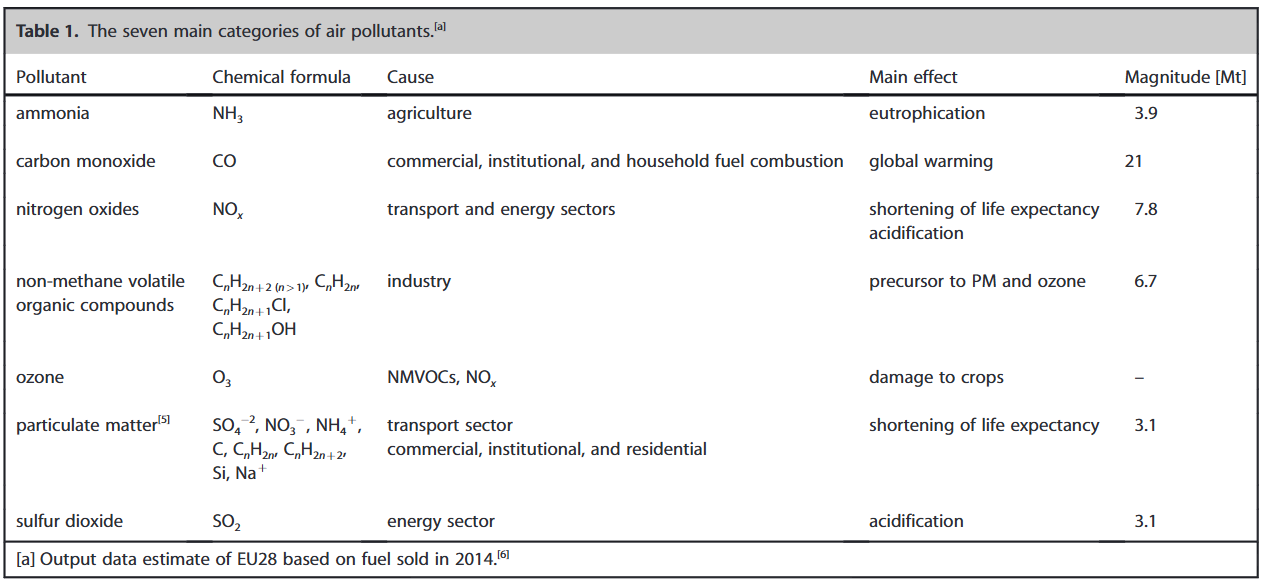 Table 1. The seven main categories of air pollutants.[a]
Pollutant Chemical formula Cause Main effect Magnitude [Mt]
ammonia NH3 agriculture eutrophication 3.9
carbon monoxide CO commercial, institutional, and household fuel combustion global warming 21
nitrogen oxides NOx transport and energy sectors shortening of life expectancy 7.8
acidification
non-methane volatile CnH2n+2 (n>1), CnH2n, industry precursor to PM and ozone 6.7
organic compounds CnH2n+1Cl,
CnH2n+1OH
ozone O3 NMVOCs, NOx damage to crops –
particulate matter[5] SO4−2, NO3−, NH4+, transport sector shortening of life expectancy 3.1
C, CnH2n, CnH2n+2, commercial, institutional, and residential
Si, Na+
sulfur dioxide SO2 energy sector acidification 3.1
[a] Output data estimate of EU28 based on fuel sold in 2014.[6]